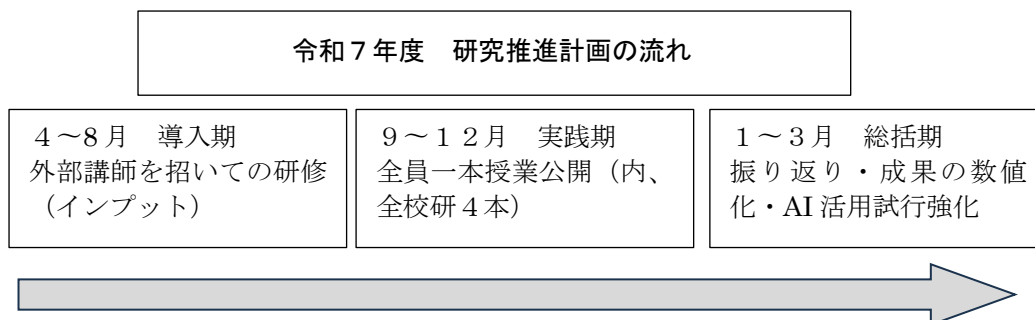 令和７年度　研究推進計画の流れ
４～8月　導入期
外部講師を招いての研修
（インプット）
９～１２月　実践期
全員一本授業公開（内、
全校研４本）
１～３月　総括期
振り返り・成果の数値
化・AI 活用試行強化